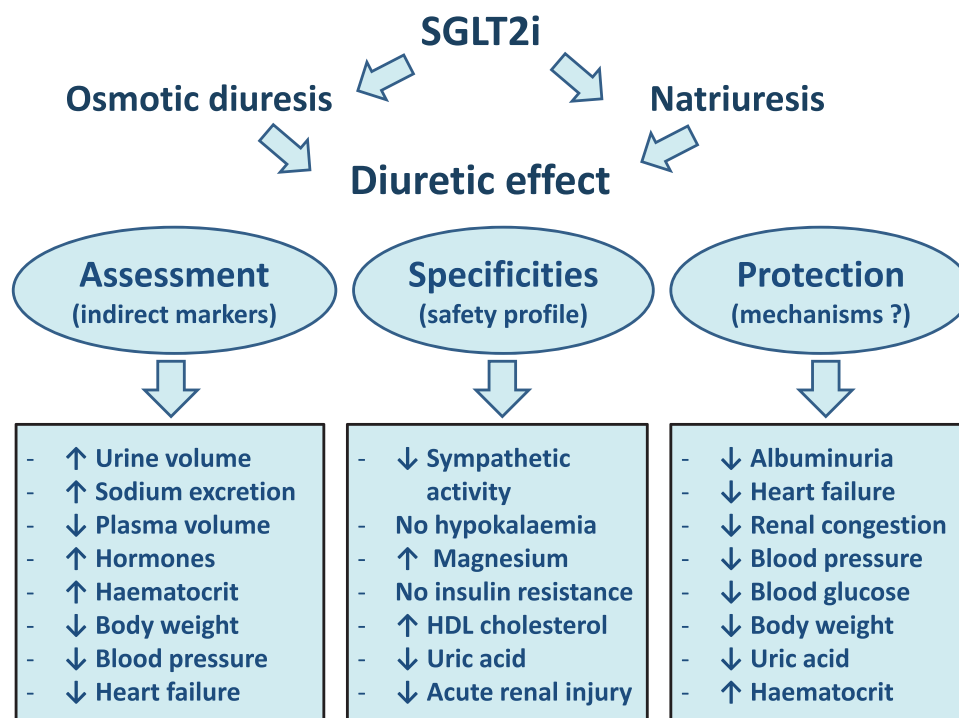 SGLT2i
Osmotic diuresis
Natriuresis
Diuretic effect
Assessment
(indirect markers)
Specificities
(safety profile)
Protection
(mechanisms ?)
- ↑ Urine volume
- ↑ Sodium excretion
- ↓ Plasma volume
- ↑ Hormones
- ↑ Haematocrit
- ↓ Body weight
- ↓ Blood pressure
- ↓ Heart failure
- ↓ Sympathetic
activity
- No hypokalaemia
- ↑ Magnesium
- No insulin resistance
- ↑ HDL cholesterol
- ↓ Uric acid
- ↓ Acute renal injury
- ↓ Albuminuria
- ↓ Heart failure
- ↓ Renal congestion
- ↓ Blood pressure
- ↓ Blood glucose
- ↓ Body weight
- ↓ Uric acid
- ↑ Haematocrit